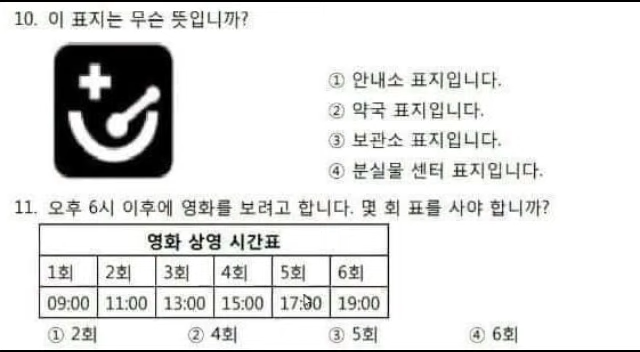 10. 이 표지는 무슨 뜻입니까?
① 안내소 표지입니다.
② 약국 표지입니다.
③ 보관소 표지입니다.
④ 분실물 센터 표지입니다.
11. 오후 6시 이후에 영화를 보려고 합니다. 몇 회 표를 사야 합니까?
영화 상영 시간표
1회 2회 3회 4회 5회 6회
09:00 11:00 13:00 15:00 17:00 19:00
① 2회 ② 4회 ③ 5회 ④ 6회